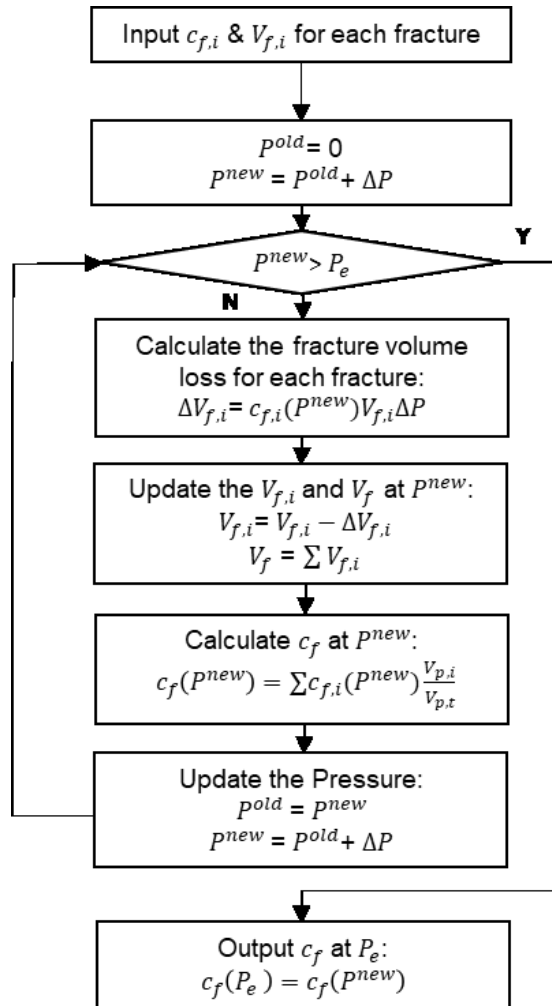 Input c_{f,i} & V_{f,i} for each fracture
P^{old} = 0
P^{new} = P^{old} + ΔP
P^{new} > P_e
Y
N
Calculate the fracture volume
loss for each fracture:
ΔV_{f,i} = c_{f,i}(P^{new})V_{f,i}ΔP
Update the V_{f,i} and V_f at P^{new}:
V_{f,i} = V_{f,i} − ΔV_{f,i}
V_f = ∑ V_{f,i}
Calculate c_f at P^{new}:
c_f(P^{new}) = ∑c_{f,i}(P^{new}) \frac{V_{p,i}}{V_{p,t}}
Update the Pressure:
P^{old} = P^{new}
P^{new} = P^{old} + ΔP
Output c_f at P_e:
c_f(P_e) = c_f(P^{new})